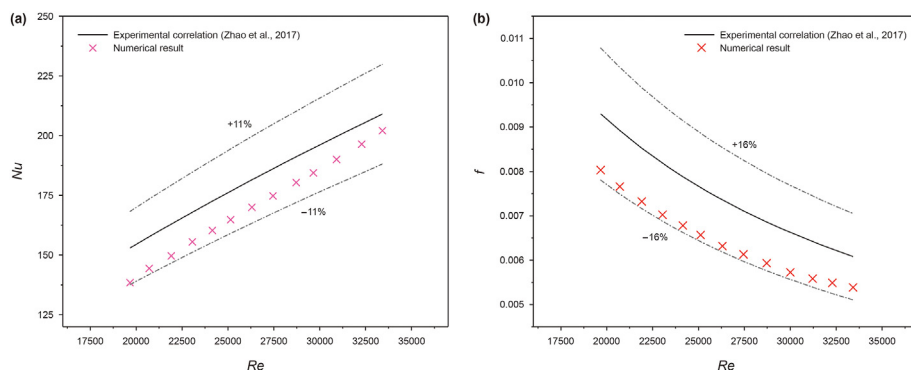 (a)
Experimental correlation (Zhao et al., 2017)
Numerical result
250
225
200
175
150
125
Nu
+11%
−11%
17500 20000 22500 25000 27500 30000 32500 35000
Re
(b)
Experimental correlation (Zhao et al., 2017)
Numerical result
0.011
0.010
0.009
0.008
0.007
0.006
0.005
f
+16%
−16%
20000 22500 25000 27500 30000 32500 35000
Re